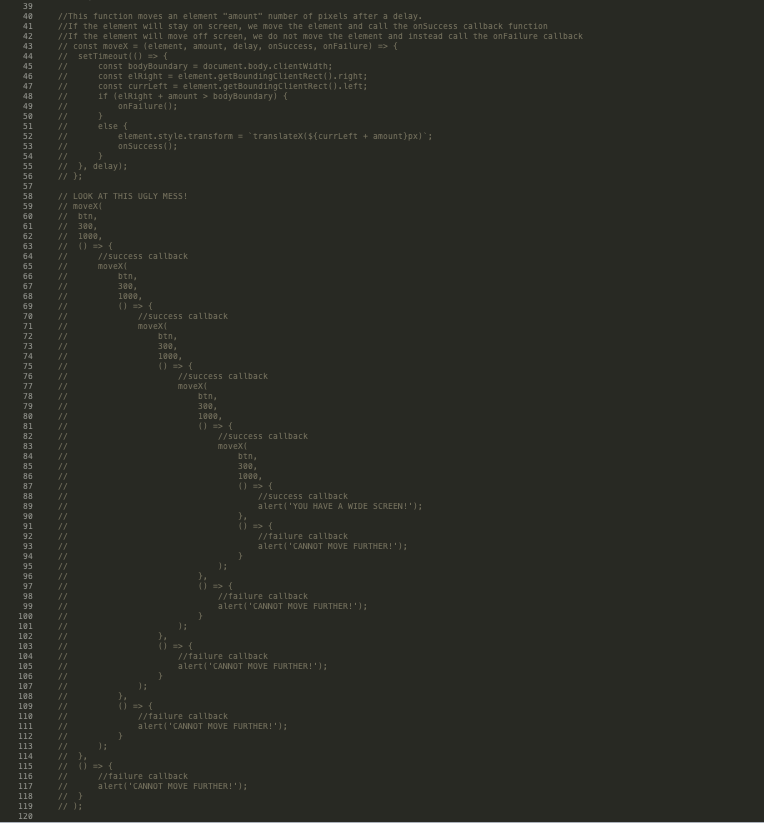 39
40 //This function moves an element "amount" number of pixels after a delay.
41 //If the element will stay on screen, we move the element and call the onSuccess callback function
42 //If the element will move off screen, we do not move the element and instead call the onFailure callback
43 // const moveX = (element, amount, delay, onSuccess, onFailure) => {
44 //  setTimeout(() => {
45 //      const bodyBoundary = document.body.clientWidth;
46 //      const elRight = element.getBoundingClientRect().right;
47 //      const currLeft = element.getBoundingClientRect().left;
48 //      if (elRight + amount > bodyBoundary) {
49 //          onFailure();
50 //      }
51 //      else {
52 //          element.style.transform = `translateX(${currLeft + amount}px)`;
53 //          onSuccess();
54 //      }
55 //  }, delay);
56 // };
57
58 // LOOK AT THIS UGLY MESS!
59 // moveX(
60 //  btn,
61 //  300,
62 //  1000,
63 //  () => {
64 //      //success callback
65 //      moveX(
66 //          btn,
67 //          300,
68 //          1000,
69 //          () => {
70 //              //success callback
71 //              moveX(
72 //                  btn,
73 //                  300,
74 //                  1000,
75 //                  () => {
76 //                      //success callback
77 //                      moveX(
78 //                          btn,
79 //                          300,
80 //                          1000,
81 //                          () => {
82 //                              //success callback
83 //                              moveX(
84 //                                  btn,
85 //                                  300,
86 //                                  1000,
87 //                                  () => {
88 //                                      //success callback
89 //                                      alert('YOU HAVE A WIDE SCREEN!');
90 //                                  },
91 //                                  () => {
92 //                                      //failure callback
93 //                                      alert('CANNOT MOVE FURTHER!');
94 //                                  }
95 //                              );
96 //                          },
97 //                          () => {
98 //                              //failure callback
99 //                              alert('CANNOT MOVE FURTHER!');
100 //                          }
101 //                      );
102 //                  },
103 //                  () => {
104 //                      //failure callback
105 //                      alert('CANNOT MOVE FURTHER!');
106 //                  }
107 //              );
108 //          },
109 //          () => {
110 //              //failure callback
111 //              alert('CANNOT MOVE FURTHER!');
112 //          }
113 //      );
114 //  },
115 //  () => {
116 //      //failure callback
117 //      alert('CANNOT MOVE FURTHER!');
118 //  }
119 // );
120